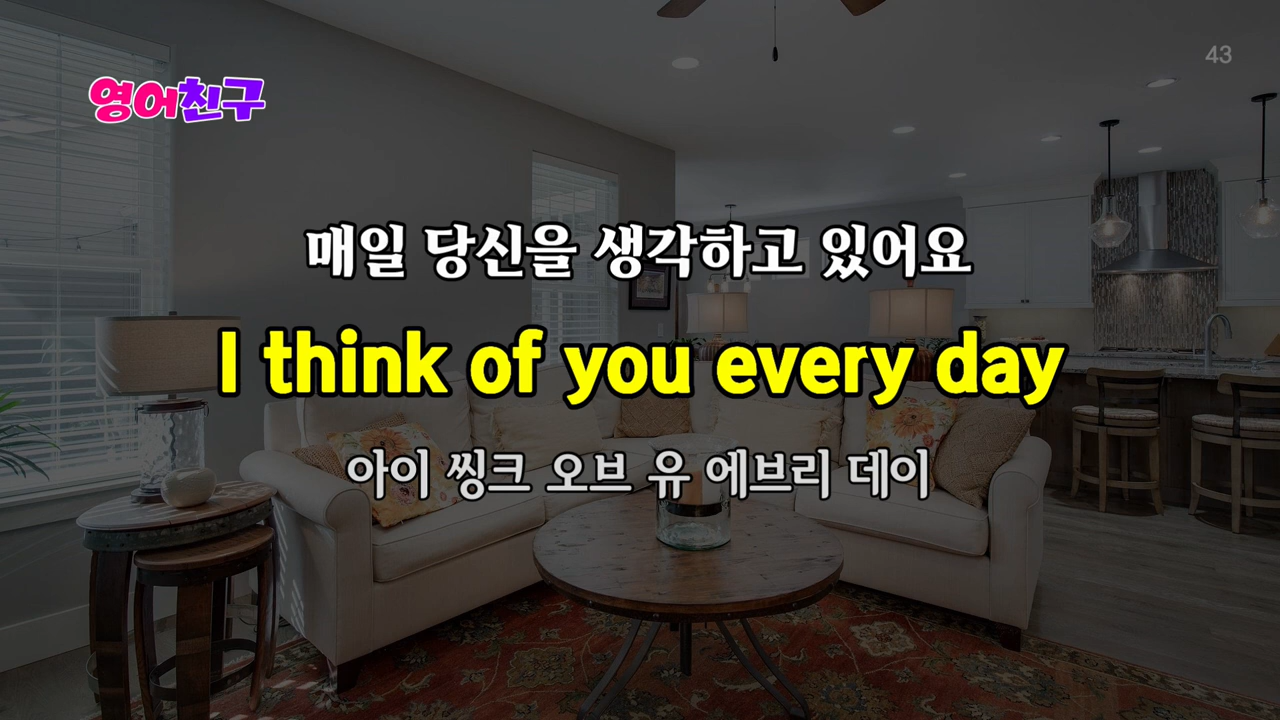 43
영어친구
매일 당신을 생각하고 있어요
I think of you every day
아이 씽크 오브 유 에브리 데이